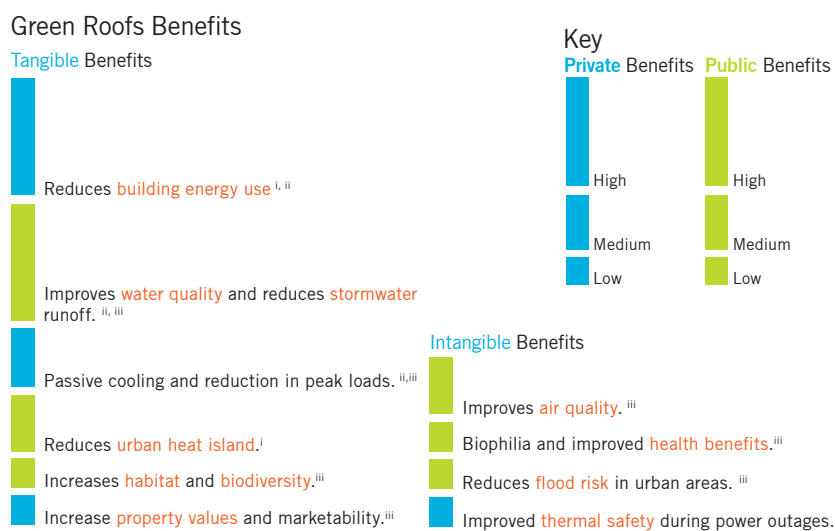 Green Roofs Benefits
Tangible Benefits
Reduces building energy use i, ii
Improves water quality and reduces stormwater
runoff. ii, iii
Passive cooling and reduction in peak loads. ii,iii
Reduces urban heat island.i
Increases habitat and biodiversity.iii
Increase property values and marketability.iii
Key
Private Benefits Public Benefits
High High
Medium Medium
Low Low
Intangible Benefits
Improves air quality. iii
Biophilia and improved health benefits.iii
Reduces flood risk in urban areas. iii
Improved thermal safety during power outages.